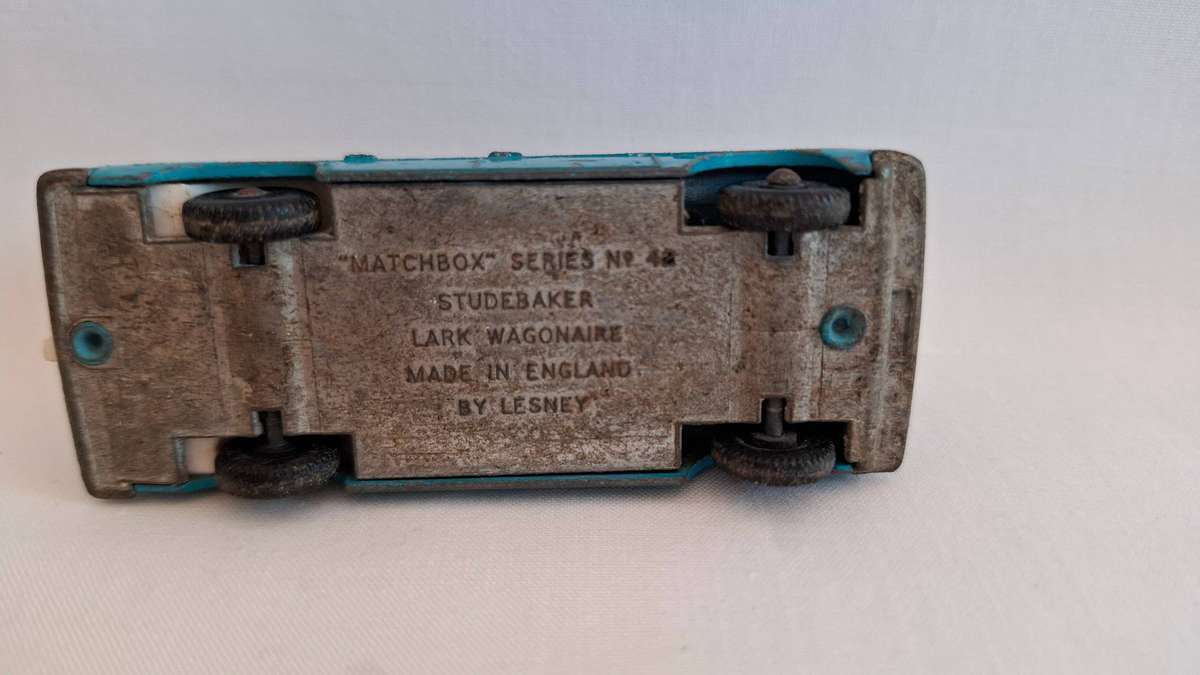 "MATCHBOX" SERIES Nº 42
STUDEBAKER
LARK WAGONAIRE
MADE IN ENGLAND
BY LESNEY